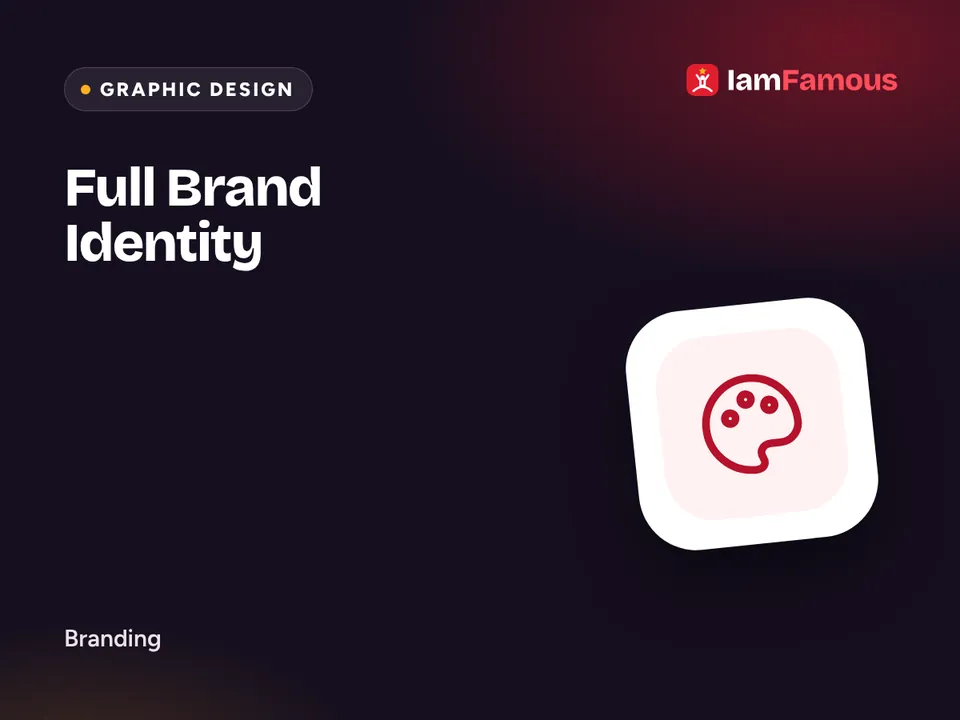 GRAPHIC DESIGN
IamFamous
Full Brand
Identity
Branding